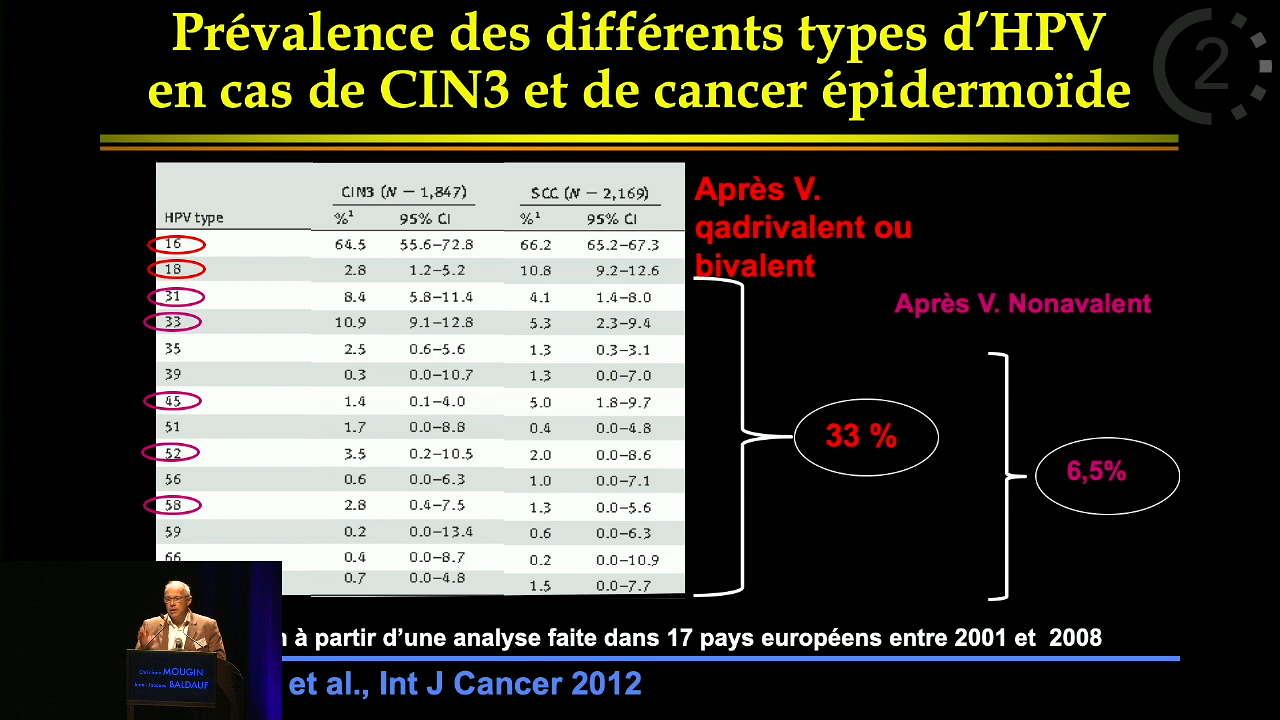 Prévalence des différents types d'HPV
en cas de CIN3 et de cancer épidermoïde
2
CIN3 (N – 1,847) SCC (N – 2,169)
HPV type %1 95% CI %1 95% CI
16 64.5 55.6–72.8 66.2 65.2–67.3
18 2.8 1.2–5.2 10.8 9.2–12.6
31 8.4 5.8–11.4 4.1 1.4–8.0
33 10.9 9.1–12.8 5.3 2.3–9.4
35 2.5 0.6–5.6 1.3 0.3–3.1
39 0.3 0.0–10.7 1.3 0.0–7.0
45 1.4 0.1–4.0 5.0 1.8–9.7
51 1.7 0.0–8.8 0.4 0.0–4.8
52 3.5 0.2–10.5 2.0 0.0–8.6
56 0.6 0.0–6.3 1.0 0.0–7.1
58 2.8 0.4–7.5 1.3 0.0–5.6
59 0.2 0.0–13.4 0.6 0.0–6.3
66 0.4 0.0–8.7 0.2 0.0–10.9
0.7 0.0–4.8 1.5 0.0–7.7
Après V.
qadrivalent ou
bivalent
Après V. Nonavalent
33 %
6,5%
à partir d'une analyse faite dans 17 pays européens entre 2001 et 2008
et al., Int J Cancer 2012
Christiane MOUGIN
Jean-Jacques BALDAUF